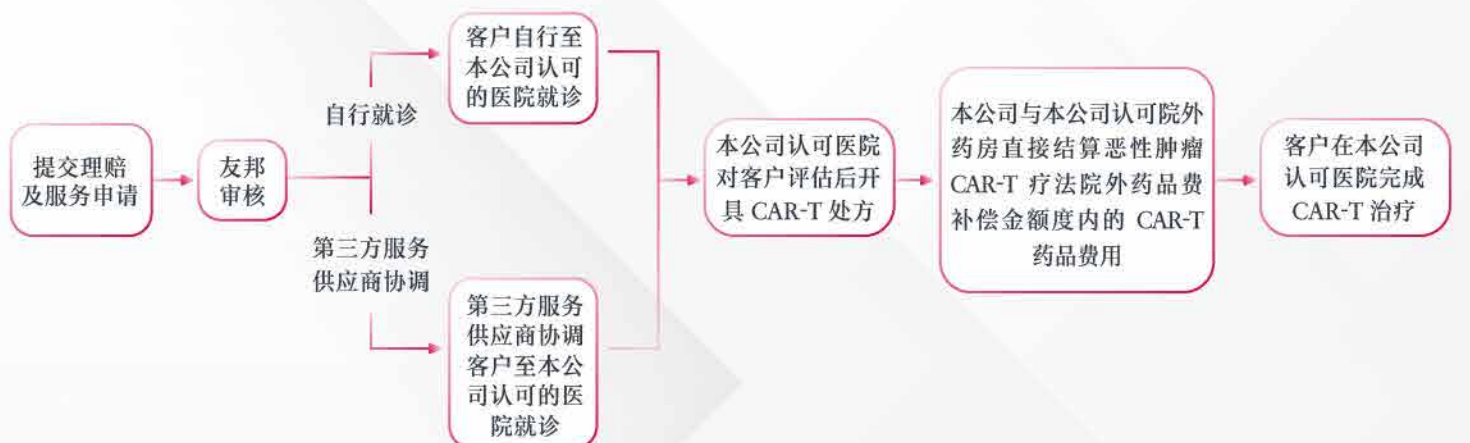 提交理赔
及服务申请
友邦
审核
自行就诊
第三方服务
供应商协调
客户自行至
本公司认可
的医院就诊
第三方服务
供应商协调
客户至本公
司认可的医
院就诊
本公司认可医院
对客户评估后开
具 CAR-T 处方
本公司与本公司认可院外
药房直接结算恶性肿瘤
CAR-T 疗法院外药品费
补偿金额度内的 CAR-T
药品费用
客户在本公司
认可医院完成
CAR-T 治疗